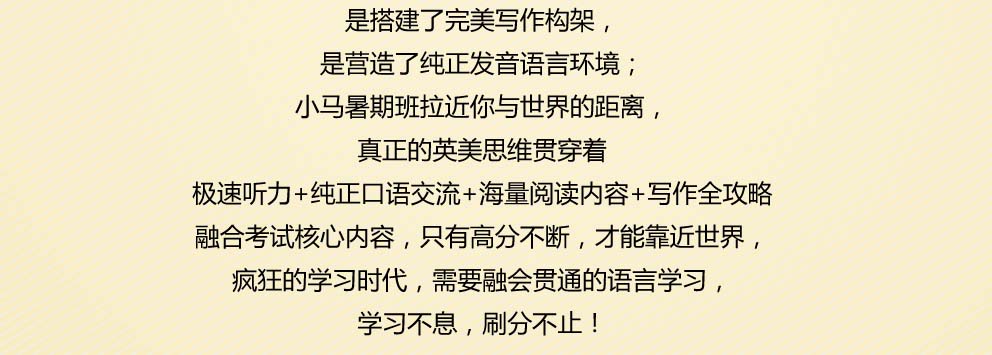 是搭建了完美写作构架，
是营造了纯正发音语言环境；
小马暑期班拉近你与世界的距离，
真正的英美思维贯穿着
极速听力+纯正口语交流+海量阅读内容+写作全攻略
融合考试核心内容，只有高分不断，才能靠近世界，
疯狂的学习时代，需要融会贯通的语言学习，
学习不息，刷分不止！